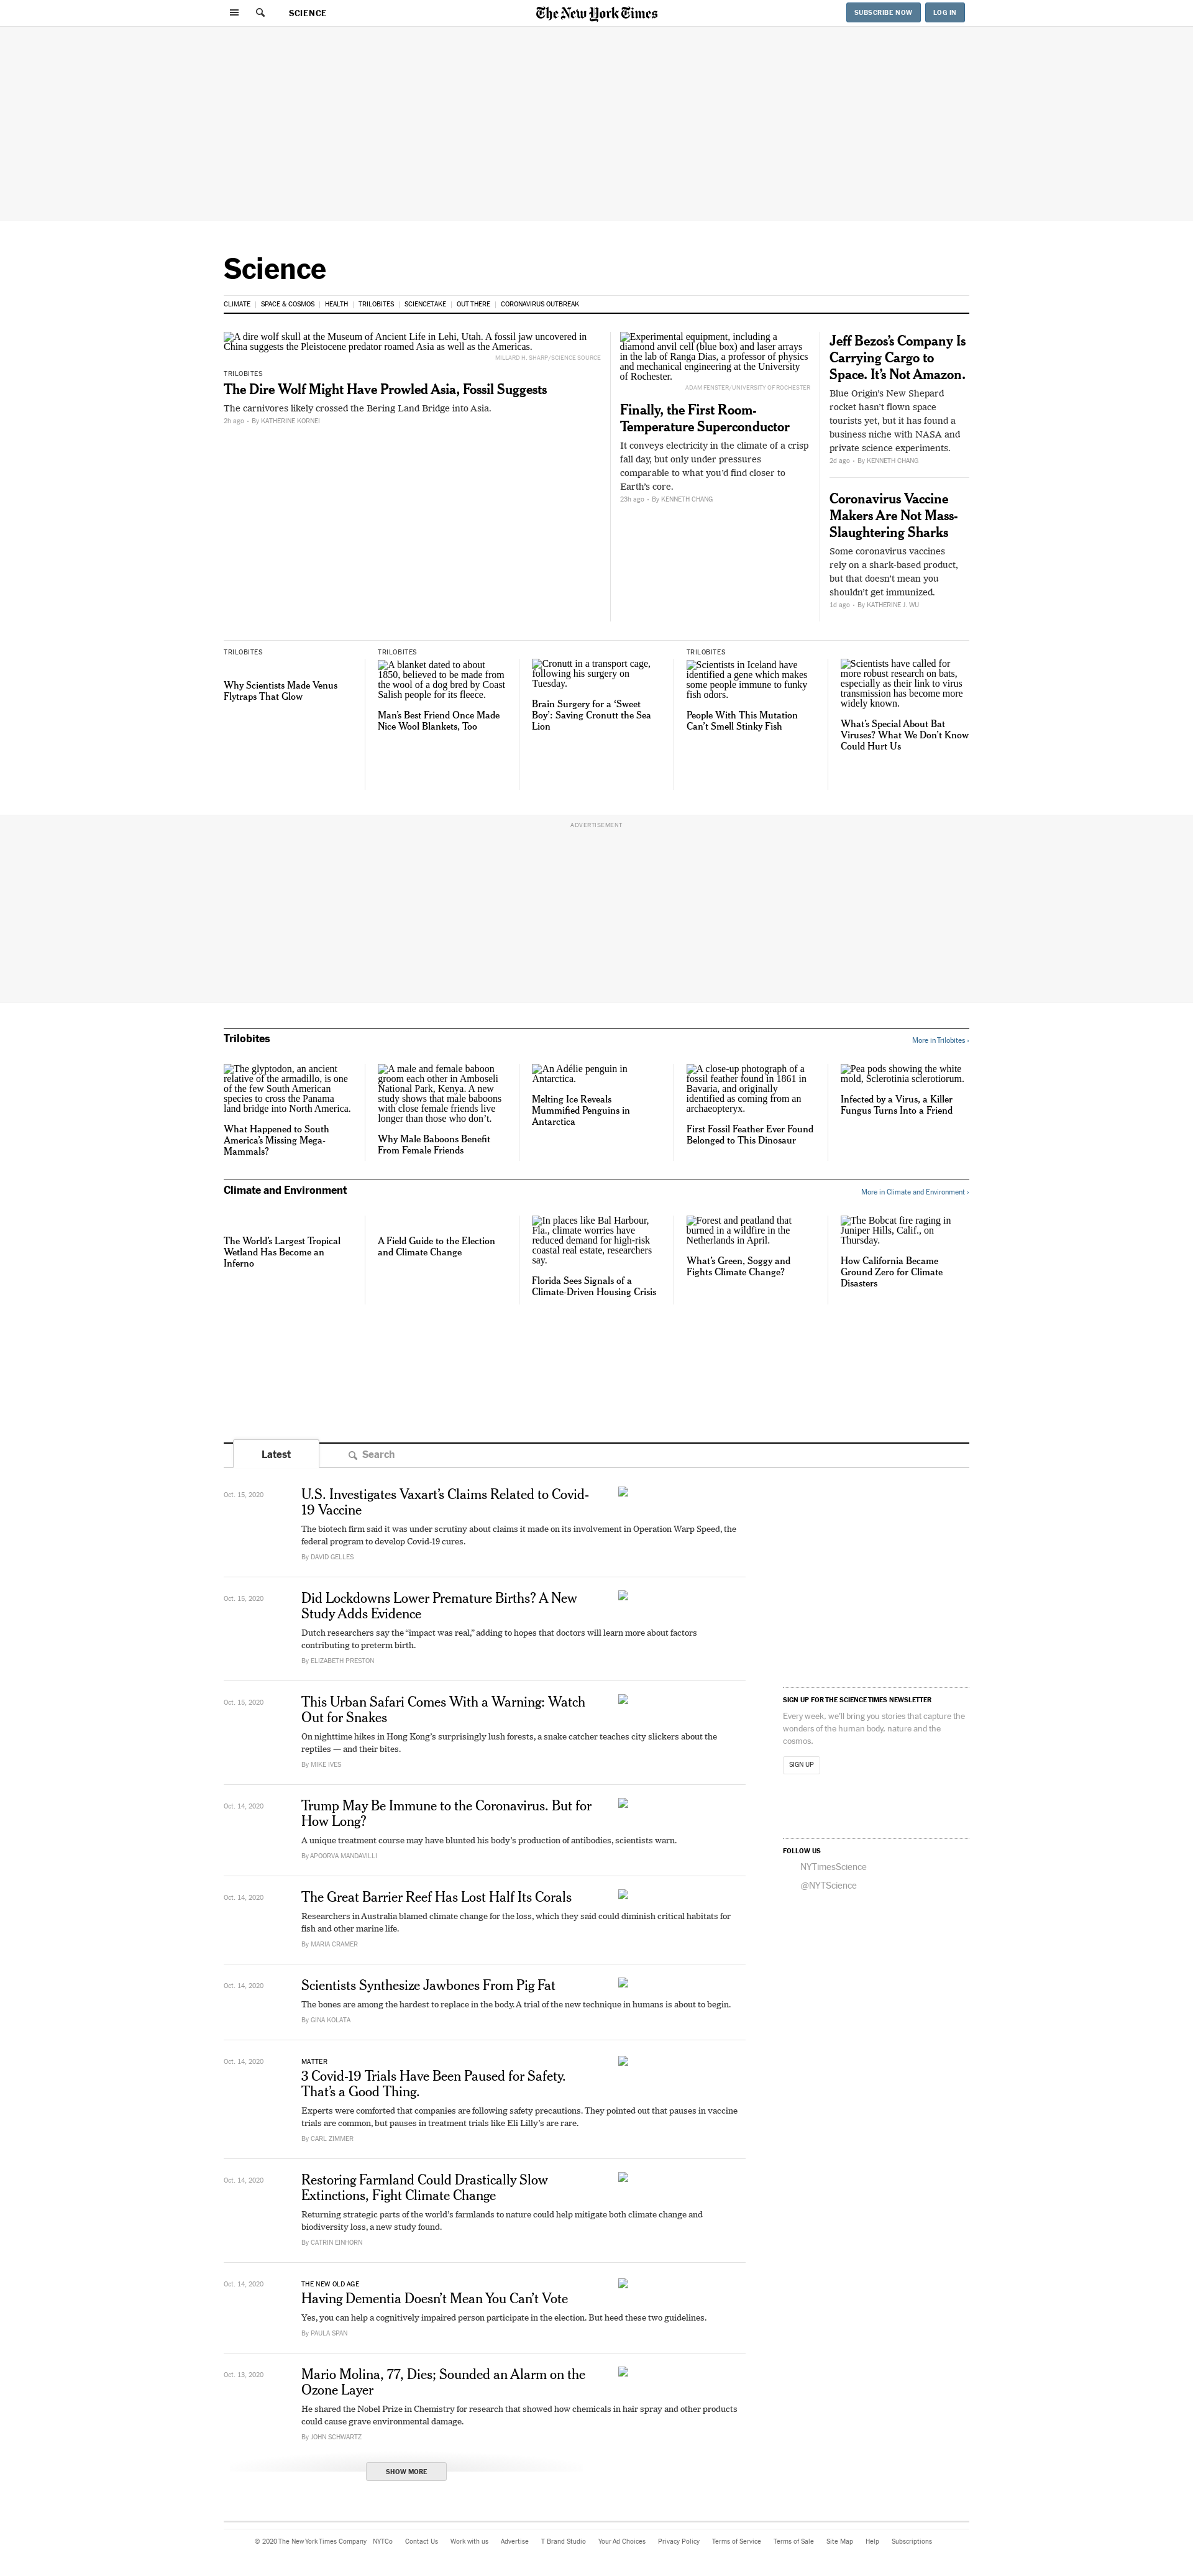 SCIENCE
The New York Times
SUBSCRIBE NOW
LOG IN
Science
CLIMATE | SPACE & COSMOS | HEALTH | TRILOBITES | SCIENCETAKE | OUT THERE | CORONAVIRUS OUTBREAK
A dire wolf skull at the Museum of Ancient Life in Lehi, Utah. A fossil jaw uncovered in
China suggests the Pleistocene predator roamed Asia as well as the Americas.
MILLARD H. SHARP/SCIENCE SOURCE
TRILOBITES
The Dire Wolf Might Have Prowled Asia, Fossil Suggests
The carnivores likely crossed the Bering Land Bridge into Asia.
2h ago • By KATHERINE KORNEI
Experimental equipment, including a
diamond anvil cell (blue box) and laser arrays
in the lab of Ranga Dias, a professor of physics
and mechanical engineering at the University
of Rochester.
ADAM FENSTER/UNIVERSITY OF ROCHESTER
Finally, the First Room-
Temperature Superconductor
It conveys electricity in the climate of a crisp
fall day, but only under pressures
comparable to what you’d find closer to
Earth’s core.
23h ago • By KENNETH CHANG
Jeff Bezos’s Company Is
Carrying Cargo to
Space. It’s Not Amazon.
Blue Origin’s New Shepard
rocket hasn’t flown space
tourists yet, but it has found a
business niche with NASA and
private science experiments.
2d ago • By KENNETH CHANG
Coronavirus Vaccine
Makers Are Not Mass-
Slaughtering Sharks
Some coronavirus vaccines
rely on a shark-based product,
but that doesn’t mean you
shouldn’t get immunized.
1d ago • By KATHERINE J. WU
TRILOBITES
Why Scientists Made Venus
Flytraps That Glow
TRILOBITES
A blanket dated to about
1850, believed to be made from
the wool of a dog bred by Coast
Salish people for its fleece.
Man’s Best Friend Once Made
Nice Wool Blankets, Too
Cronutt in a transport cage,
following his surgery on
Tuesday.
Brain Surgery for a ‘Sweet
Boy’: Saving Cronutt the Sea
Lion
TRILOBITES
Scientists in Iceland have
identified a gene which makes
some people immune to funky
fish odors.
People With This Mutation
Can’t Smell Stinky Fish
Scientists have called for
more robust research on bats,
especially as their link to virus
transmission has become more
widely known.
What’s Special About Bat
Viruses? What We Don’t Know
Could Hurt Us
ADVERTISEMENT
Trilobites
More in Trilobites ›
The glyptodon, an ancient
relative of the armadillo, is one
of the few South American
species to cross the Panama
land bridge into North America.
What Happened to South
America’s Missing Mega-
Mammals?
A male and female baboon
groom each other in Amboseli
National Park, Kenya. A new
study shows that male baboons
with close female friends live
longer than those who don’t.
Why Male Baboons Benefit
From Female Friends
An Adélie penguin in
Antarctica.
Melting Ice Reveals
Mummified Penguins in
Antarctica
A close-up photograph of a
fossil feather found in 1861 in
Bavaria, and originally
identified as coming from an
archaeopteryx.
First Fossil Feather Ever Found
Belonged to This Dinosaur
Pea pods showing the white
mold, Sclerotinia sclerotiorum.
Infected by a Virus, a Killer
Fungus Turns Into a Friend
Climate and Environment
More in Climate and Environment ›
The World’s Largest Tropical
Wetland Has Become an
Inferno
A Field Guide to the Election
and Climate Change
In places like Bal Harbour,
Fla., climate worries have
reduced demand for high-risk
coastal real estate, researchers
say.
Florida Sees Signals of a
Climate-Driven Housing Crisis
Forest and peatland that
burned in a wildfire in the
Netherlands in April.
What’s Green, Soggy and
Fights Climate Change?
The Bobcat fire raging in
Juniper Hills, Calif., on
Thursday.
How California Became
Ground Zero for Climate
Disasters
Latest
Search
Oct. 15, 2020
U.S. Investigates Vaxart’s Claims Related to Covid-
19 Vaccine
The biotech firm said it was under scrutiny about claims it made on its involvement in Operation Warp Speed, the
federal program to develop Covid-19 cures.
By DAVID GELLES
Oct. 15, 2020
Did Lockdowns Lower Premature Births? A New
Study Adds Evidence
Dutch researchers say the “impact was real,” adding to hopes that doctors will learn more about factors
contributing to preterm birth.
By ELIZABETH PRESTON
Oct. 15, 2020
This Urban Safari Comes With a Warning: Watch
Out for Snakes
On nighttime hikes in Hong Kong’s surprisingly lush forests, a snake catcher teaches city slickers about the
reptiles — and their bites.
By MIKE IVES
Oct. 14, 2020
Trump May Be Immune to the Coronavirus. But for
How Long?
A unique treatment course may have blunted his body’s production of antibodies, scientists warn.
By APOORVA MANDAVILLI
Oct. 14, 2020
The Great Barrier Reef Has Lost Half Its Corals
Researchers in Australia blamed climate change for the loss, which they said could diminish critical habitats for
fish and other marine life.
By MARIA CRAMER
Oct. 14, 2020
Scientists Synthesize Jawbones From Pig Fat
The bones are among the hardest to replace in the body. A trial of the new technique in humans is about to begin.
By GINA KOLATA
Oct. 14, 2020
MATTER
3 Covid-19 Trials Have Been Paused for Safety.
That’s a Good Thing.
Experts were comforted that companies are following safety precautions. They pointed out that pauses in vaccine
trials are common, but pauses in treatment trials like Eli Lilly’s are rare.
By CARL ZIMMER
Oct. 14, 2020
Restoring Farmland Could Drastically Slow
Extinctions, Fight Climate Change
Returning strategic parts of the world’s farmlands to nature could help mitigate both climate change and
biodiversity loss, a new study found.
By CATRIN EINHORN
Oct. 14, 2020
THE NEW OLD AGE
Having Dementia Doesn’t Mean You Can’t Vote
Yes, you can help a cognitively impaired person participate in the election. But heed these two guidelines.
By PAULA SPAN
Oct. 13, 2020
Mario Molina, 77, Dies; Sounded an Alarm on the
Ozone Layer
He shared the Nobel Prize in Chemistry for research that showed how chemicals in hair spray and other products
could cause grave environmental damage.
By JOHN SCHWARTZ
SHOW MORE
SIGN UP FOR THE SCIENCE TIMES NEWSLETTER
Every week, we’ll bring you stories that capture the
wonders of the human body, nature and the
cosmos.
SIGN UP
FOLLOW US
NYTimesScience
@NYTScience
© 2020 The New York Times Company NYTCo Contact Us Work with us Advertise T Brand Studio Your Ad Choices Privacy Policy Terms of Service Terms of Sale Site Map Help Subscriptions